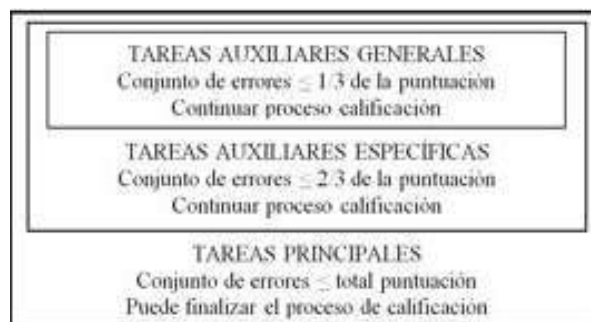 TAREAS AUXILIARES GENERALES
Conjunto de errores ≤ 1/3 de la puntuación
Continuar proceso calificación
TAREAS AUXILIARES ESPECÍFICAS
Conjunto de errores ≤ 2/3 de la puntuación
Continuar proceso calificación
TAREAS PRINCIPALES
Conjunto de errores ≤ total puntuación
Puede finalizar el proceso de calificación